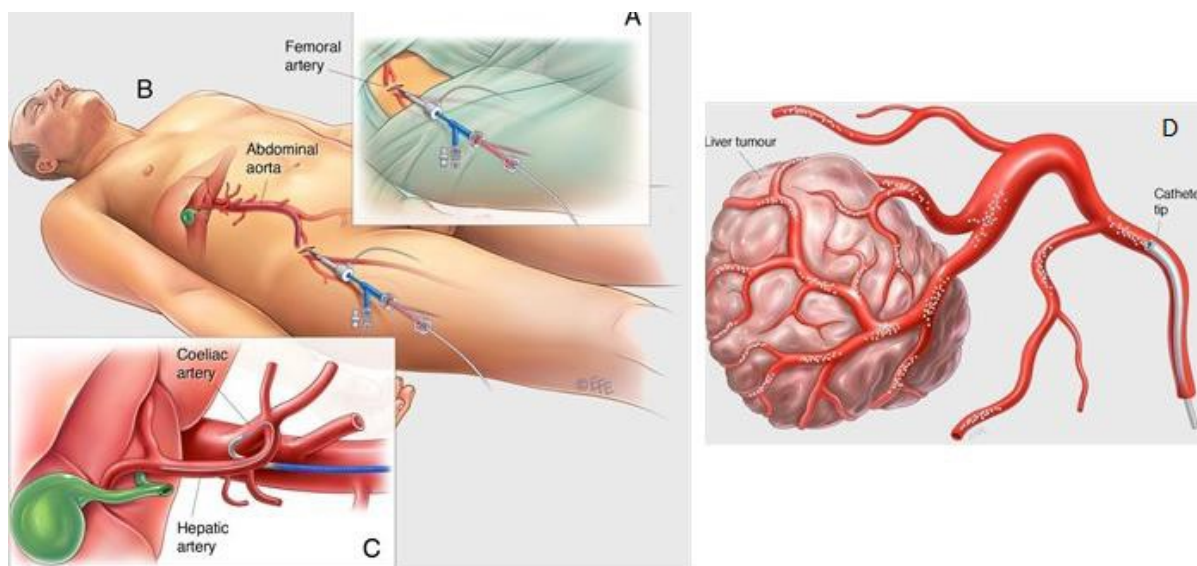 A
Femoral
artery
B
Abdominal
aorta
©EFE
Coeliac
artery
Hepatic
artery
C
D
Liver tumour
Cathete
tip